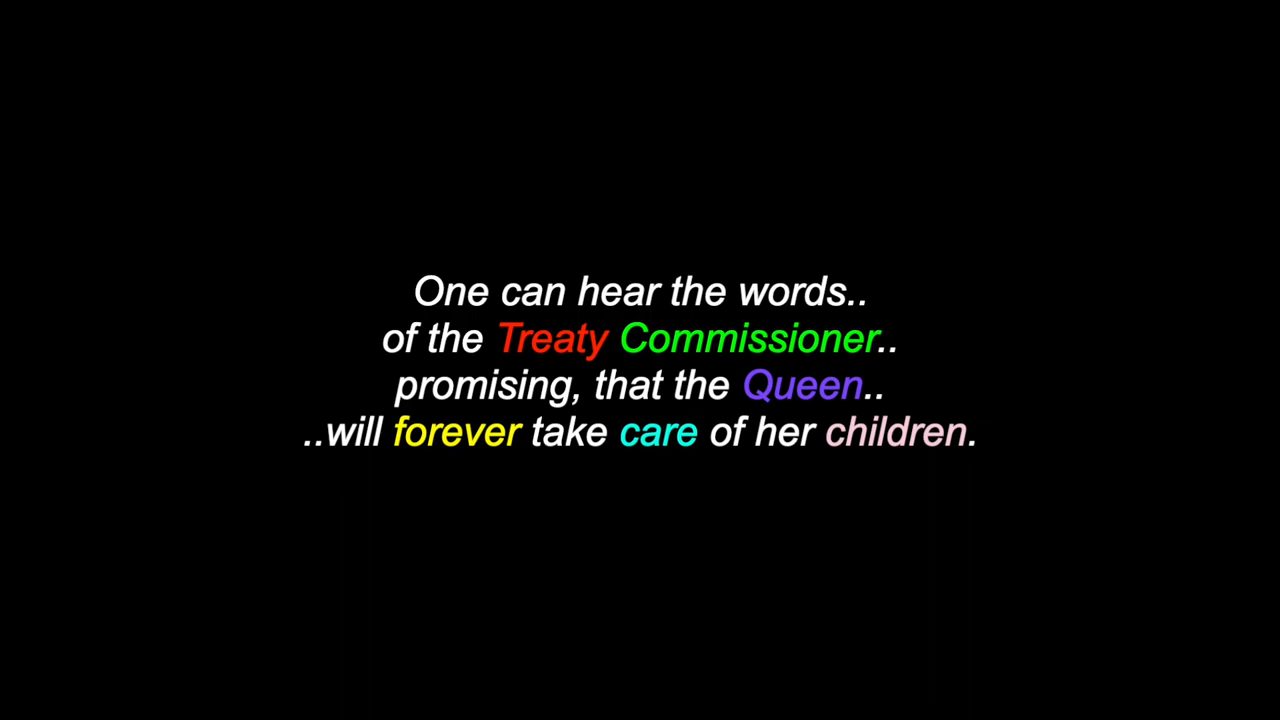 One can hear the words..
of the Treaty Commissioner..
promising, that the Queen..
..will forever take care of her children.